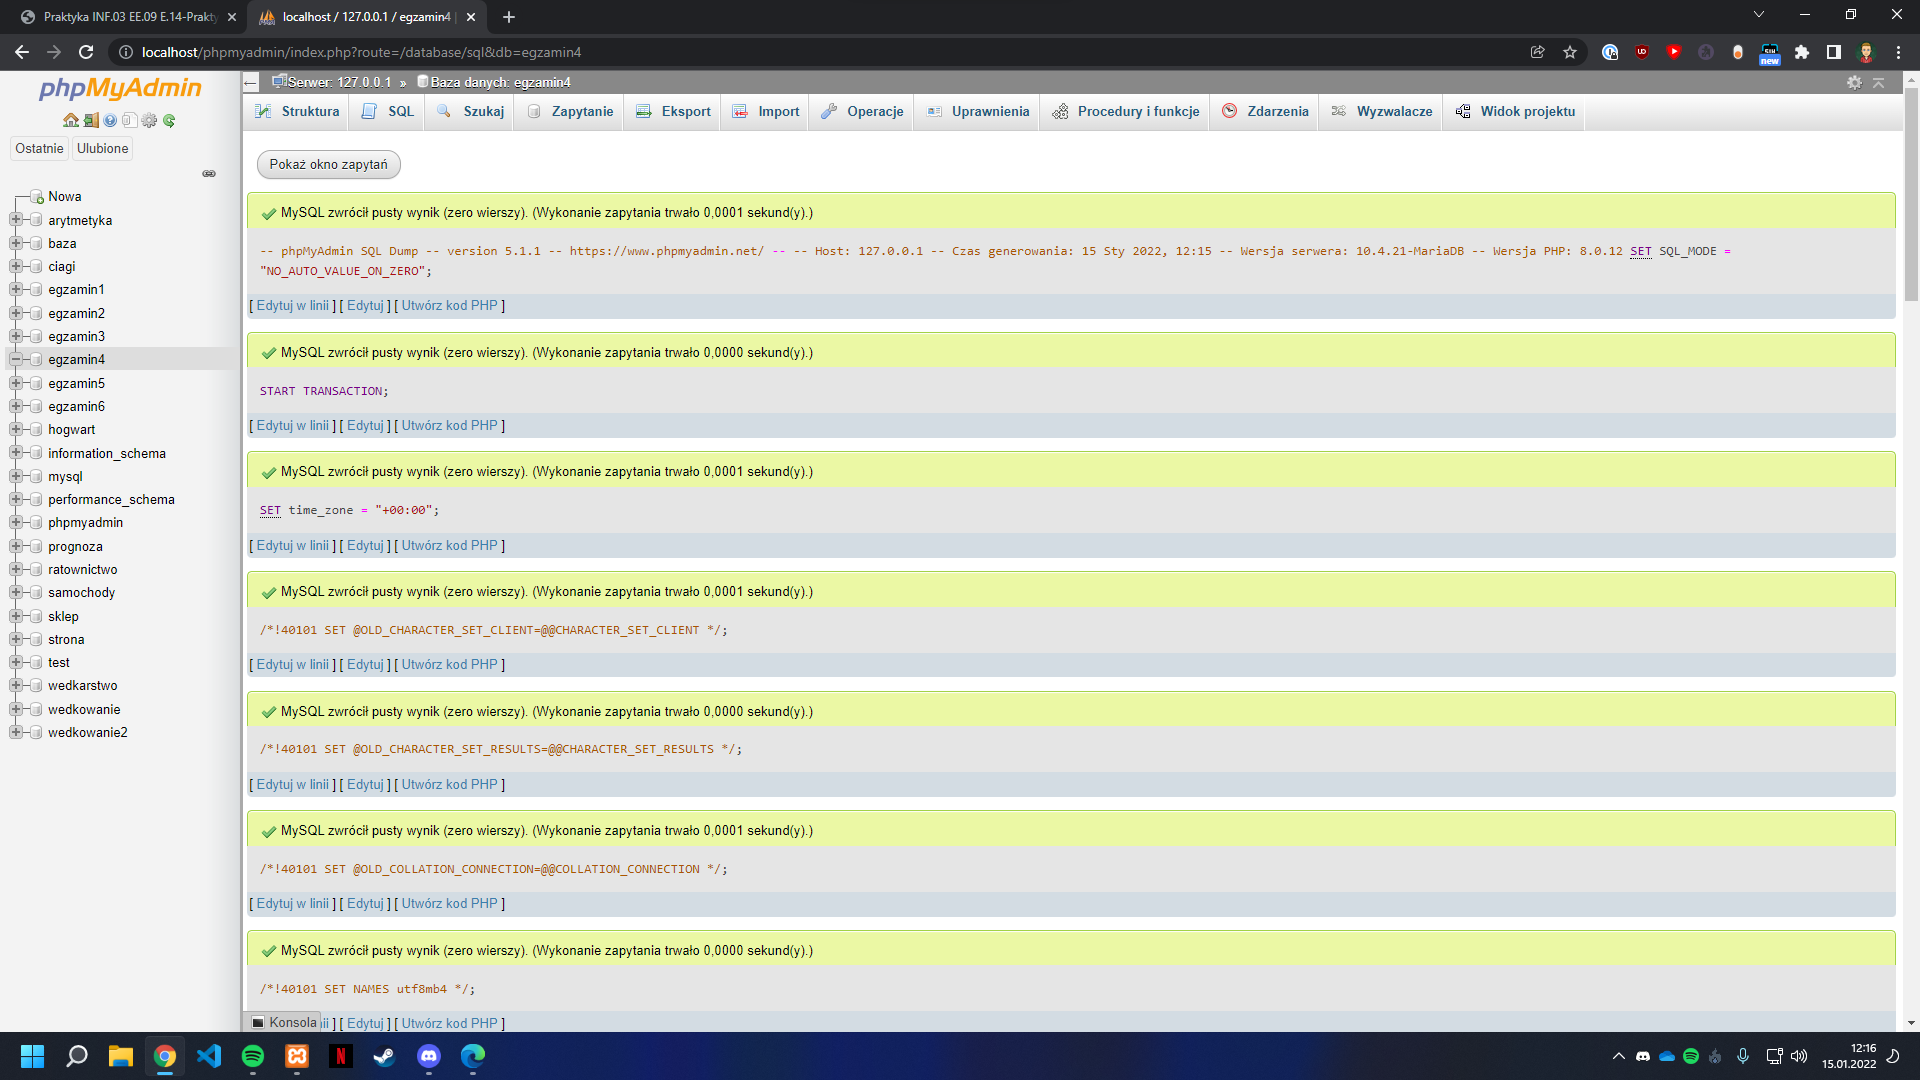 Praktyka INF.03 EE.09 E.14-Prakty
localhost / 127.0.0.1 / egzamin4 |
localhost/phpmyadmin/index.php?route=/database/sql&db=egzamin4
new
phpMyAdmin
Ostatnie
Ulubione
Nowa
arytmetyka
baza
ciagi
egzamin1
egzamin2
egzamin3
egzamin4
egzamin5
egzamin6
hogwart
information_schema
mysql
performance_schema
phpmyadmin
prognoza
ratownictwo
samochody
sklep
strona
test
wedkarstwo
wedkowanie
wedkowanie2
Serwer: 127.0.0.1 » Baza danych: egzamin4
Struktura SQL Szukaj Zapytanie Eksport Import Operacje Uprawnienia Procedury i funkcje Zdarzenia Wyzwalacze Widok projektu
Pokaż okno zapytań
MySQL zwrócił pusty wynik (zero wierszy). (Wykonanie zapytania trwało 0,0001 sekund(y).)
-- phpMyAdmin SQL Dump -- version 5.1.1 -- https://www.phpmyadmin.net/ -- -- Host: 127.0.0.1 -- Czas generowania: 15 Sty 2022, 12:15 -- Wersja serwera: 10.4.21-MariaDB -- Wersja PHP: 8.0.12 SET SQL_MODE =
"NO_AUTO_VALUE_ON_ZERO";
[ Edytuj w linii ] [ Edytuj ] [ Utwórz kod PHP ]
MySQL zwrócił pusty wynik (zero wierszy). (Wykonanie zapytania trwało 0,0000 sekund(y).)
START TRANSACTION;
[ Edytuj w linii ] [ Edytuj ] [ Utwórz kod PHP ]
MySQL zwrócił pusty wynik (zero wierszy). (Wykonanie zapytania trwało 0,0001 sekund(y).)
SET time_zone = "+00:00";
[ Edytuj w linii ] [ Edytuj ] [ Utwórz kod PHP ]
MySQL zwrócił pusty wynik (zero wierszy). (Wykonanie zapytania trwało 0,0001 sekund(y).)
/*!40101 SET @OLD_CHARACTER_SET_CLIENT=@@CHARACTER_SET_CLIENT */;
[ Edytuj w linii ] [ Edytuj ] [ Utwórz kod PHP ]
MySQL zwrócił pusty wynik (zero wierszy). (Wykonanie zapytania trwało 0,0000 sekund(y).)
/*!40101 SET @OLD_CHARACTER_SET_RESULTS=@@CHARACTER_SET_RESULTS */;
[ Edytuj w linii ] [ Edytuj ] [ Utwórz kod PHP ]
MySQL zwrócił pusty wynik (zero wierszy). (Wykonanie zapytania trwało 0,0001 sekund(y).)
/*!40101 SET @OLD_COLLATION_CONNECTION=@@COLLATION_CONNECTION */;
[ Edytuj w linii ] [ Edytuj ] [ Utwórz kod PHP ]
MySQL zwrócił pusty wynik (zero wierszy). (Wykonanie zapytania trwało 0,0000 sekund(y).)
/*!40101 SET NAMES utf8mb4 */;
Konsola ii ] [ Edytuj ] [ Utwórz kod PHP ]
12:16
15.01.2022